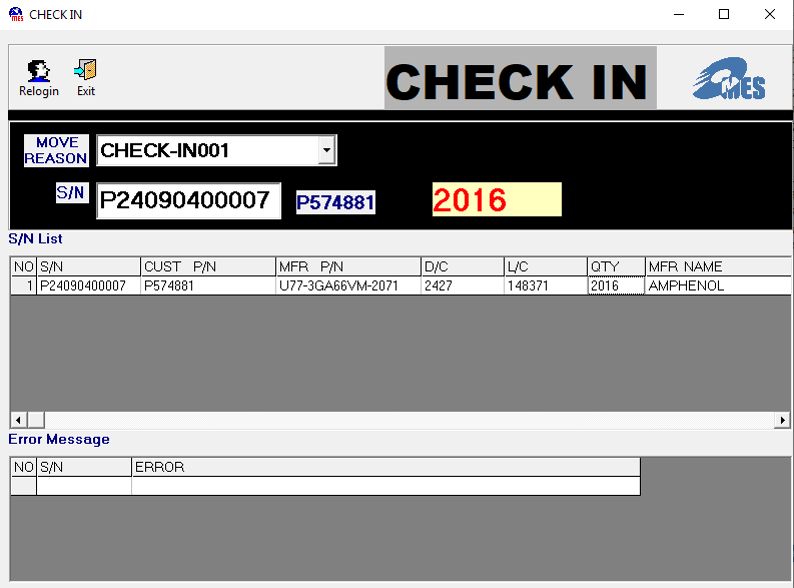 MES CHECK IN
Relogin Exit
CHECK IN
MES
MOVE REASON CHECK-IN001
S/N P24090400007 P574881 2016
S/N List
NO S/N CUST P/N MFR P/N D/C L/C QTY MFR NAME
1 P24090400007 P574881 U77-3GA66VM-2071 2427 148371 2016 AMPHENOL
Error Message
NO S/N ERROR